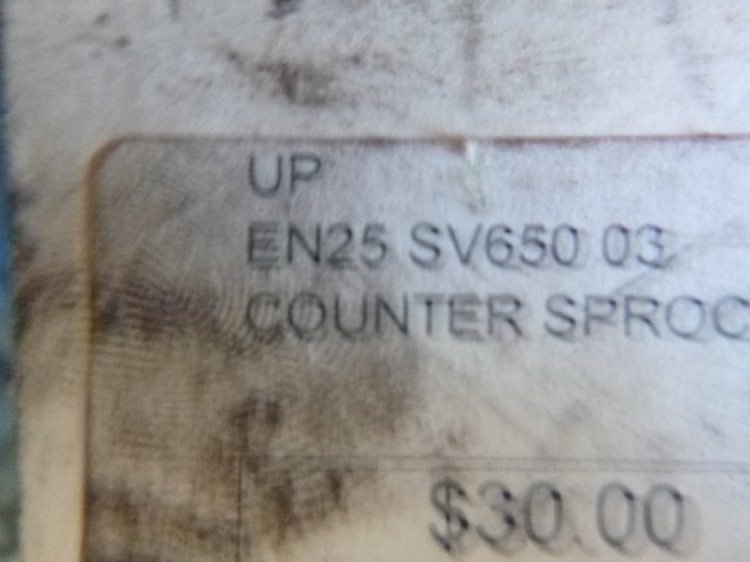 UP
EN25 SV650 03
COUNTER SPROC
$30.00